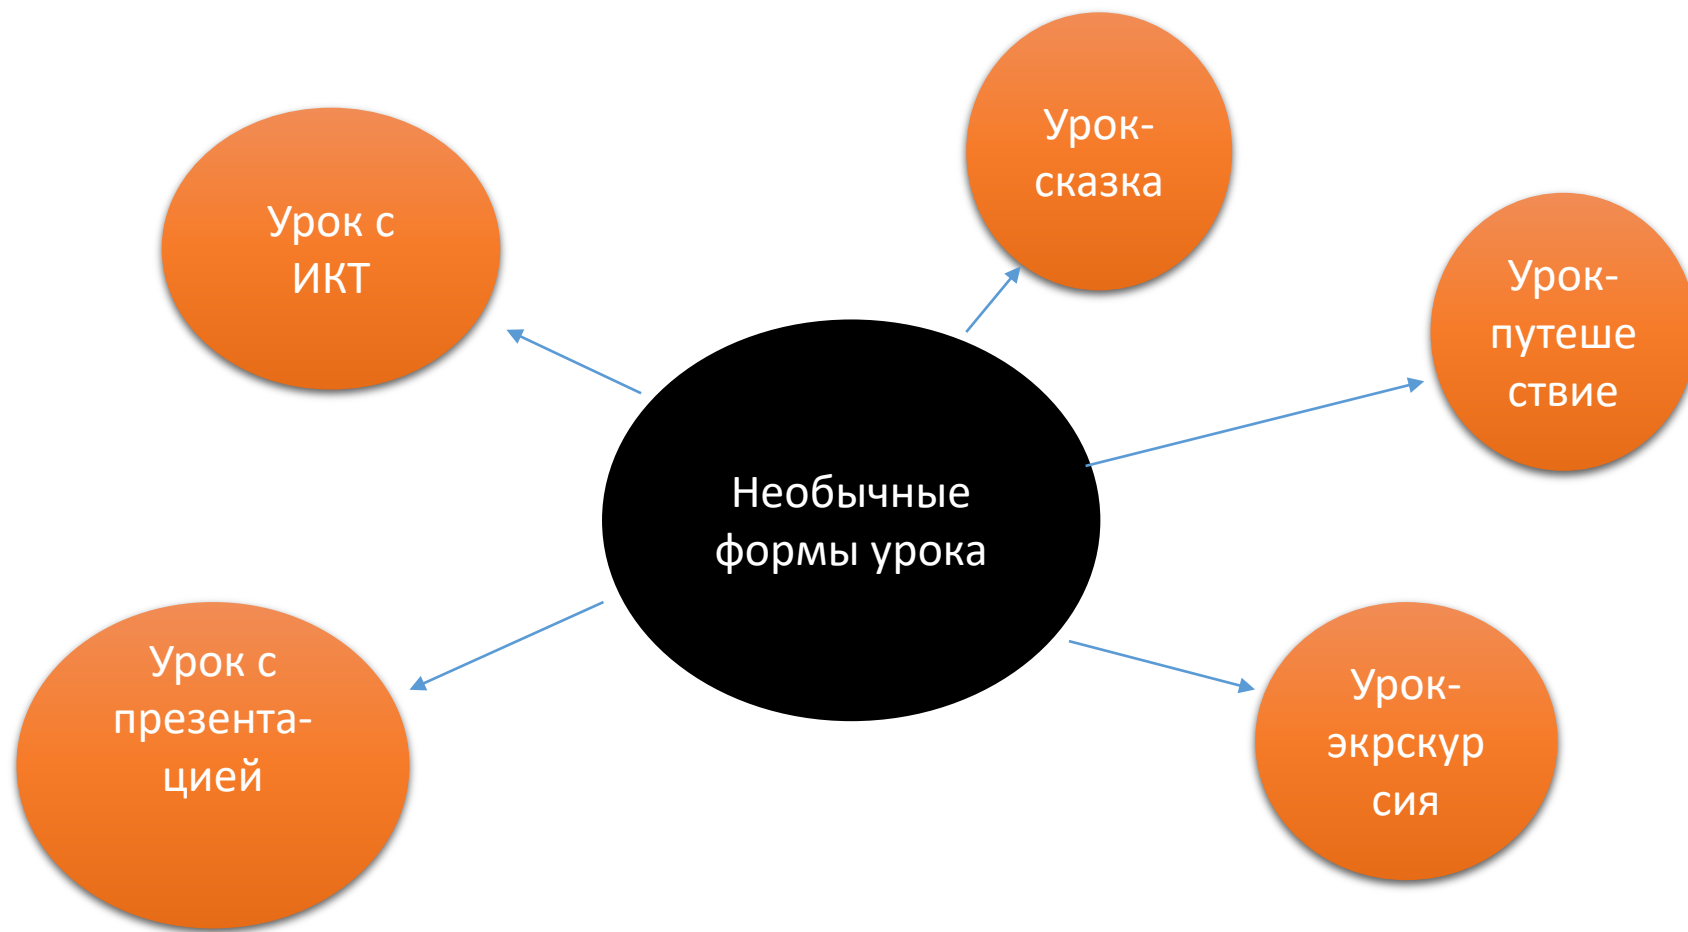 Урок-
сказка
Урок с
ИКТ
Урок-
путеше
ствие
Необычные
формы урока
Урок с
презента-
цией
Урок-
экрскур
сия